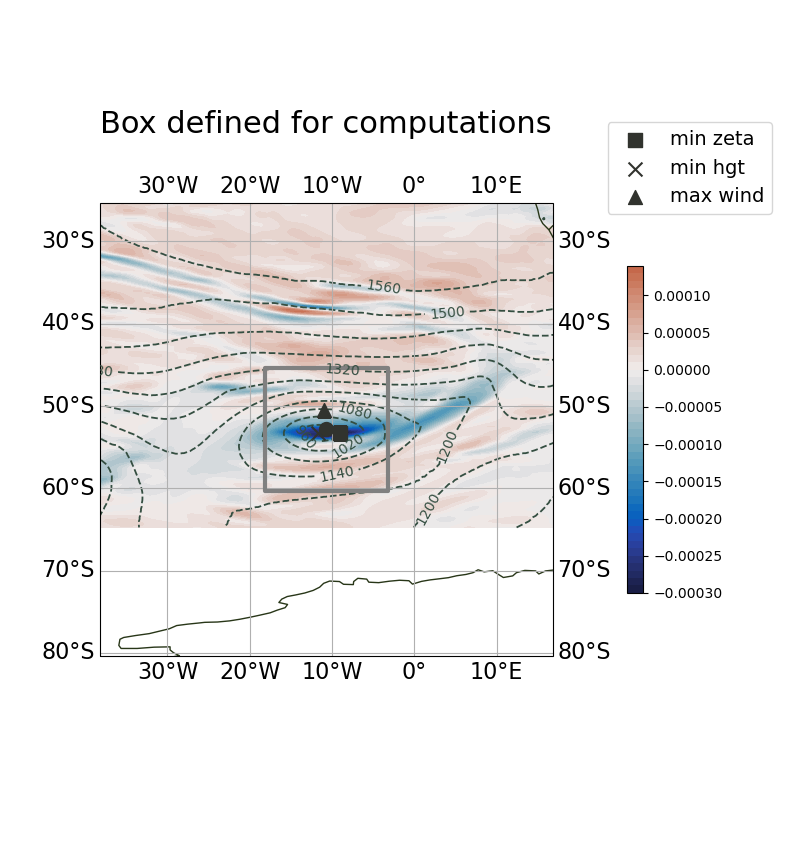 Box defined for computations
min zeta
min hgt
max wind
30°W 20°W 10°W 0° 10°E
30°S 30°S
40°S 40°S
50°S 50°S
60°S 60°S
70°S 70°S
80°S 80°S
30°W 20°W 10°W 0° 10°E
1560
1500
1320
1080
1020
1140
1200
1200
0.00010
0.00005
0.00000
−0.00005
−0.00010
−0.00015
−0.00020
−0.00025
−0.00030